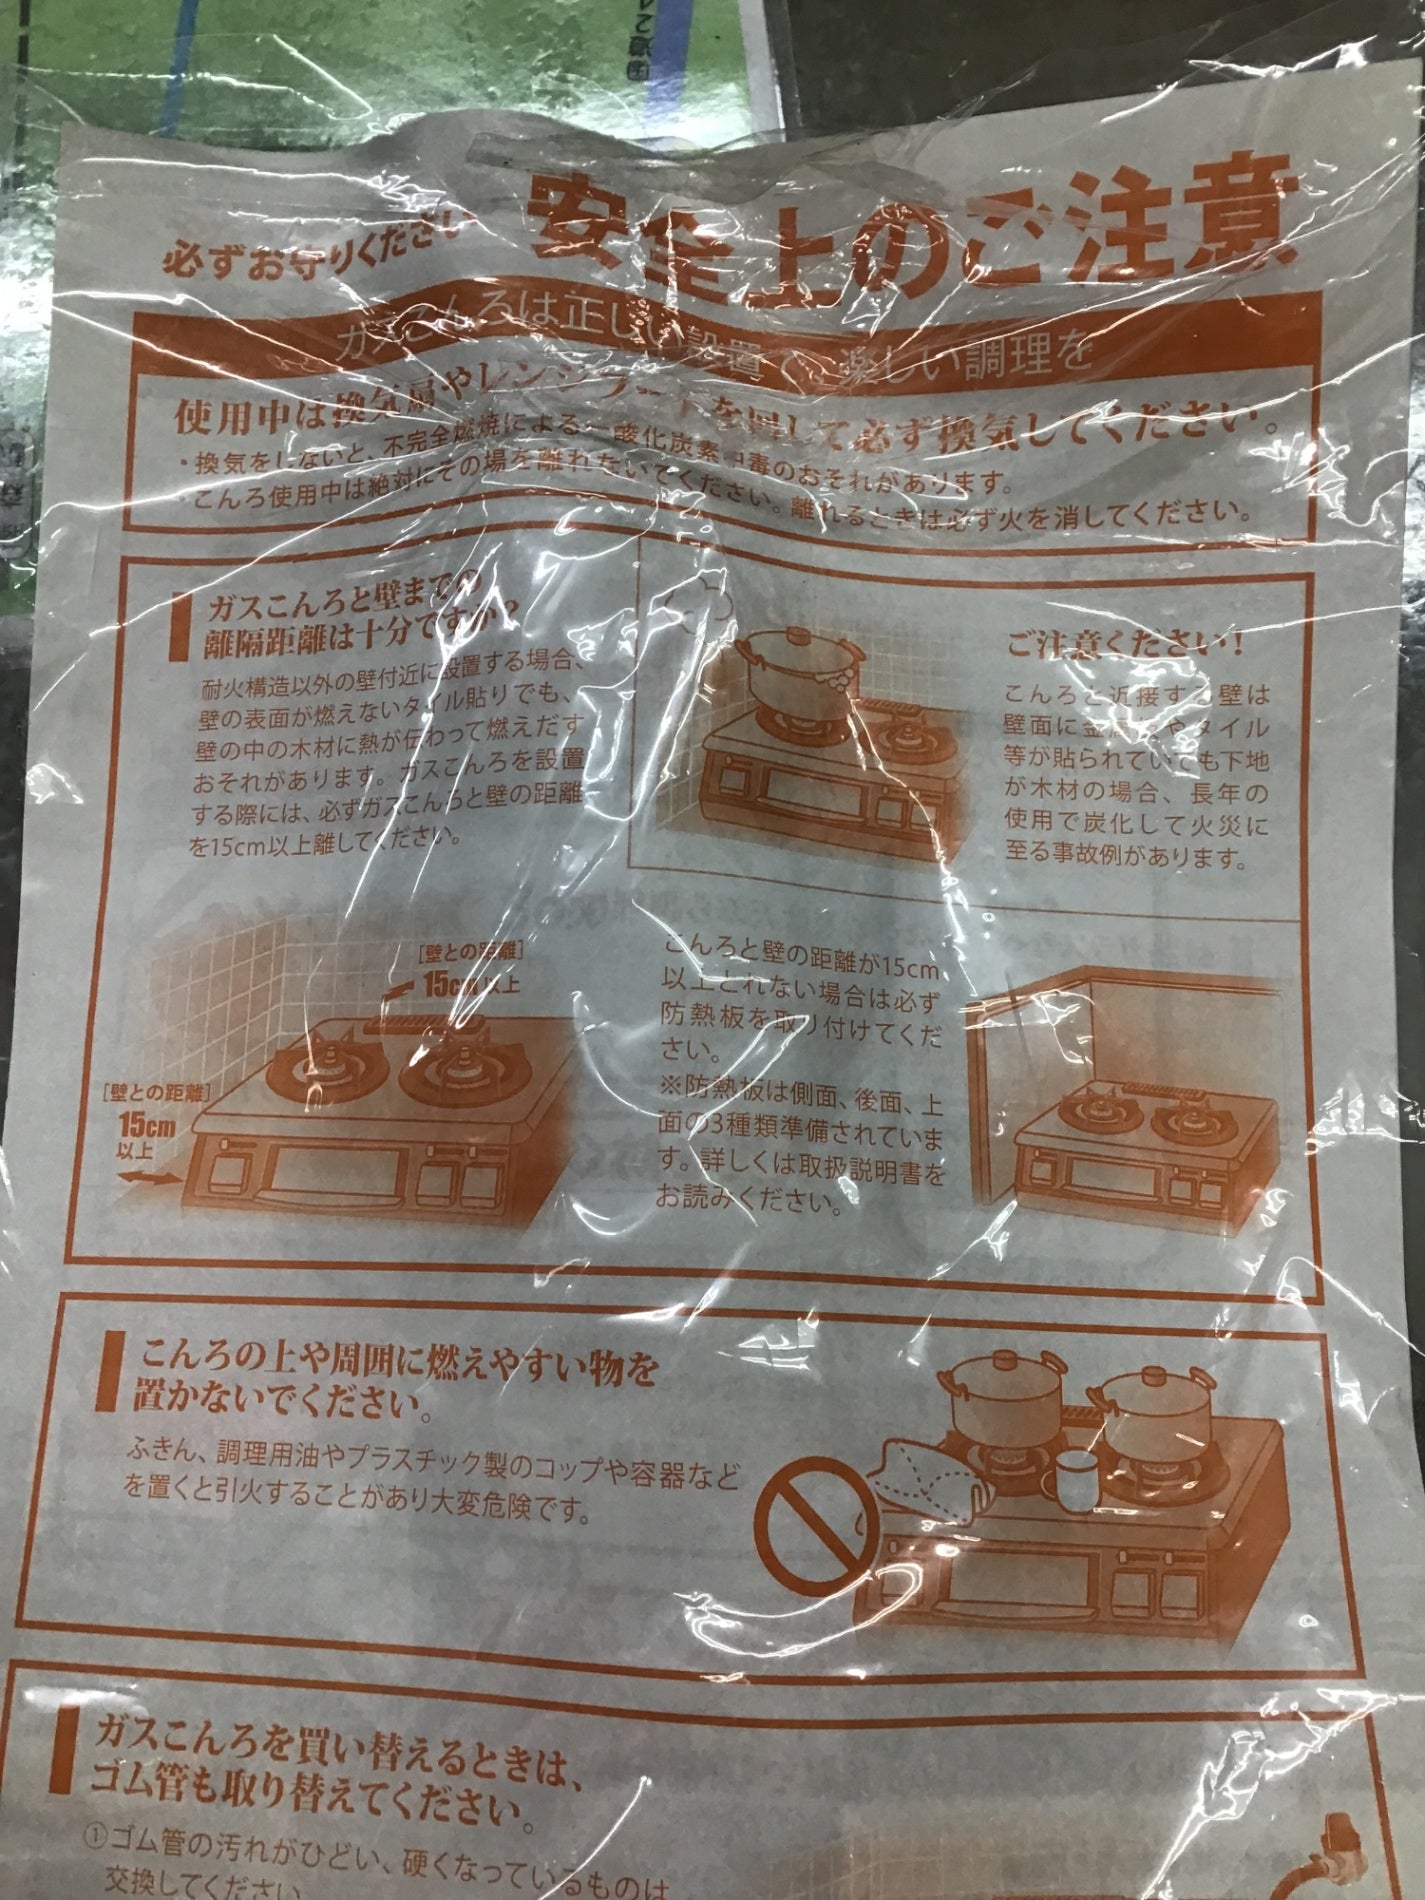 必ずお守りください 安全上のご注意
ガスこんろは正しい設置で、楽しい調理を
使用中は換気扇やレンジフードを回して必ず換気してください。
・換気をしないと、不完全燃焼による一酸化炭素中毒のおそれがあります。
・こんろ使用中は絶対にその場を離れないでください。離れるときは必ず火を消してください。
ガスこんろと壁までの
離隔距離は十分ですか？
耐火構造以外の壁付近に設置する場合、
壁の表面が燃えないタイル貼りでも、
壁の中の木材に熱が伝わって燃えだす
おそれがあります。ガスこんろを設置
する際には、必ずガスこんろと壁の距離
を15cm以上離してください。
ご注意ください！
こんろと近接する壁は
壁面に金属板やタイル
等が貼られていても下地
が木材の場合、長年の
使用で炭化して火災に
至る事故例があります。
［壁との距離］
15cm以上
［壁との距離］
15cm
以上
こんろと壁の距離が15cm
以上とれない場合は必ず
防熱板を取り付けてくだ
さい。
※防熱板は側面、後面、上
面の3種類準備されていま
す。詳しくは取扱説明書を
お読みください。
こんろの上や周囲に燃えやすい物を
置かないでください。
ふきん、調理用油やプラスチック製のコップや容器など
を置くと引火することがあり大変危険です。
ガスこんろを買い替えるときは、
ゴム管も取り替えてください。
①ゴム管の汚れがひどい、硬くなっているものは
交換してください